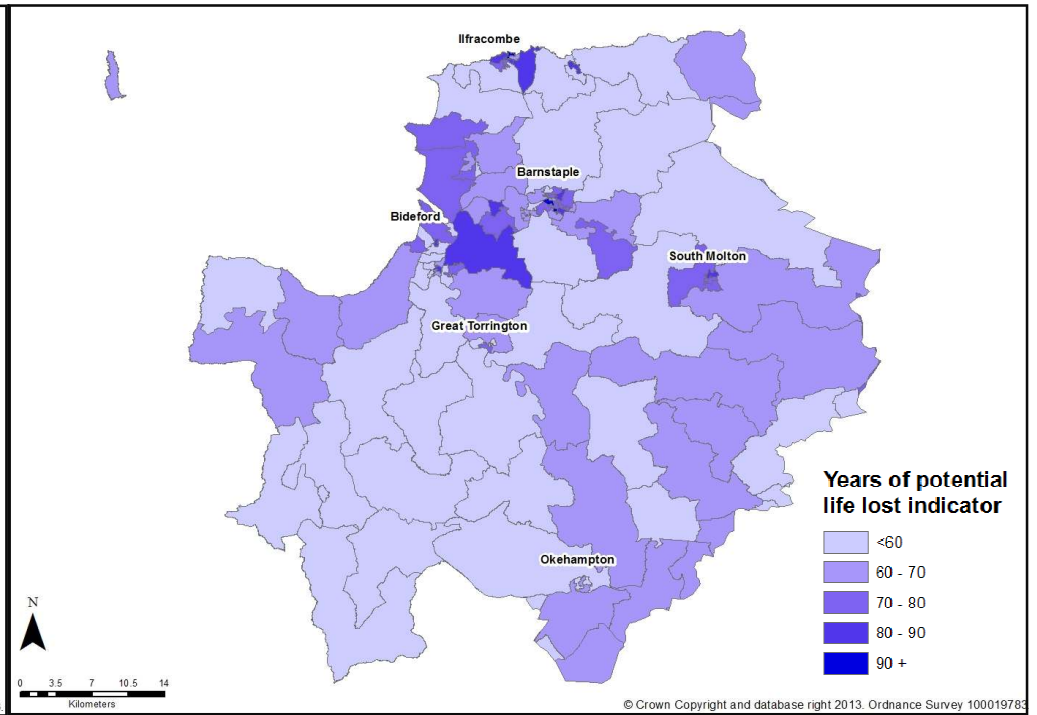 Ilfracombe
Barnstaple
Bideford
South Molton
Great Torrington
Years of potential
life lost indicator
<60
60 - 70
70 - 80
80 - 90
90 +
Okehampton
N
0 3.5 7 10.5 14
Kilometers
© Crown Copyright and database right 2013. Ordnance Survey 100019783